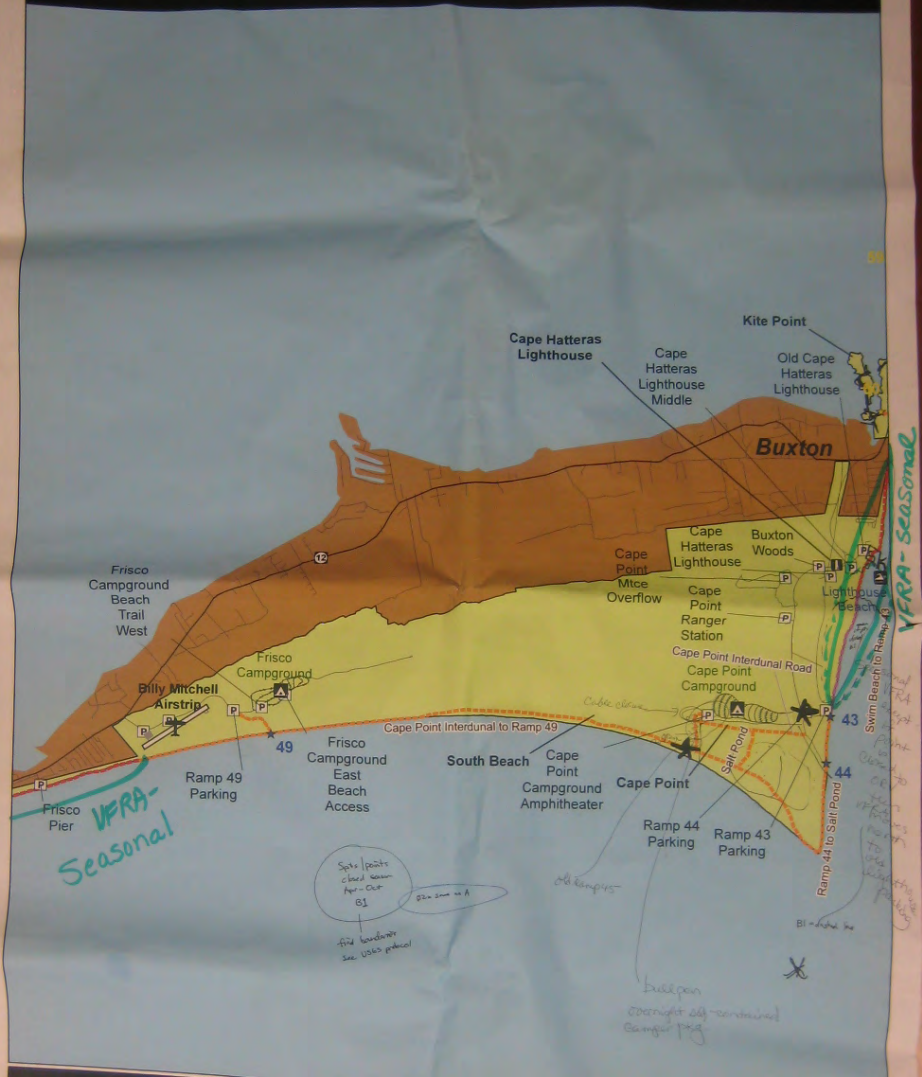 Kite Point
Cape Hatteras
Lighthouse
Cape
Hatteras
Lighthouse
Middle
Old Cape
Hatteras
Lighthouse
Buxton
VFRA- seasonal
12
Cape
Hatteras
Lighthouse
Buxton
Woods
Cape
Point
Mtce
Overflow
Cape
Point
Ranger
Station
Lighthouse
Beach
Frisco
Campground
Beach
Trail
West
Frisco
Campground
Billy Mitchell
Airstrip
Cape Point Interdunal Road
Cape Point
Campground
Swim Beach to Ramp 43
43
Cape Point Interdunal to Ramp 49
49
South Beach
Cape
Point
Campground
Amphitheater
Cape Point
Salt Pond
44
Ramp 44 to Salt Pond
Ramp 49
Parking
Frisco
Campground
East
Beach
Access
Frisco
Pier
VFRA-
Seasonal
Ramp 44
Parking
Ramp 43
Parking
Spits/points
closed
Apr-Oct
B1
see USGS protocol
old ramp 45
bullpen
overnight self-contained
camper pkg